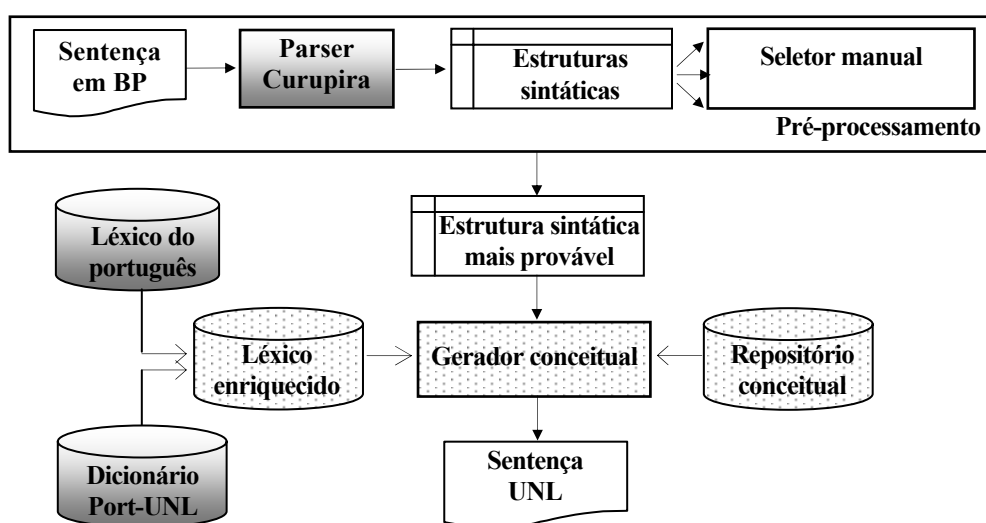 Sentença
em BP
Parser
Curupira
Estruturas
sintáticas
Seletor manual
Pré-processamento
Estrutura sintática
mais provável
Léxico do
português
Léxico
enriquecido
Gerador conceitual
Repositório
conceitual
Dicionário
Port-UNL
Sentença
UNL